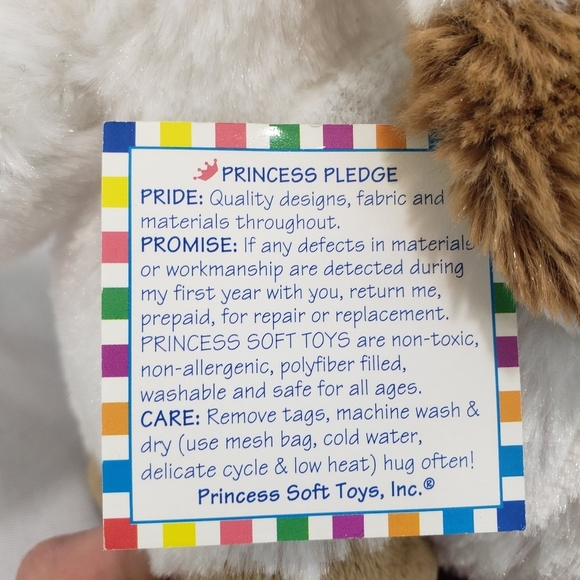 PRINCESS PLEDGE
PRIDE: Quality designs, fabric and
materials throughout.
PROMISE: If any defects in materials
or workmanship are detected during
my first year with you, return me,
prepaid, for repair or replacement.
PRINCESS SOFT TOYS are non-toxic,
non-allergenic, polyfiber filled,
washable and safe for all ages.
CARE: Remove tags, machine wash &
dry (use mesh bag, cold water,
delicate cycle & low heat) hug often!
Princess Soft Toys, Inc.®